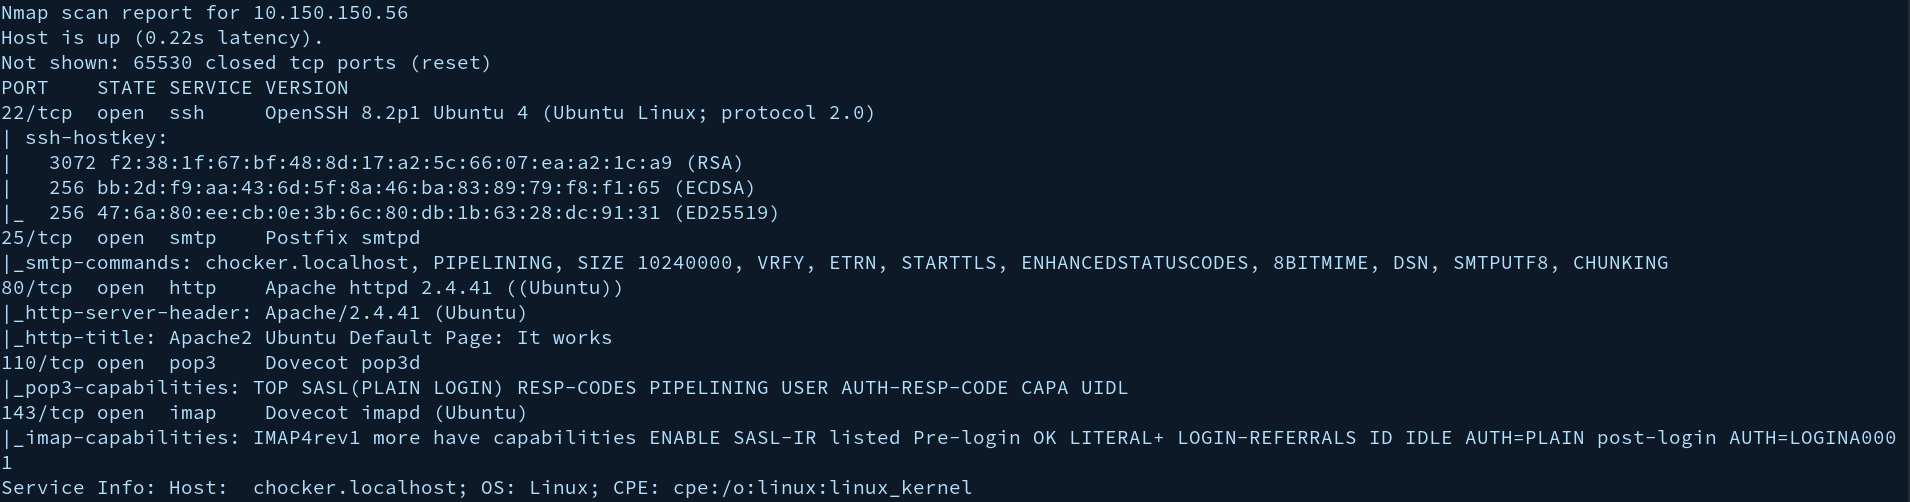 Nmap scan report for 10.150.150.56
Host is up (0.22s latency).
Not shown: 65530 closed tcp ports (reset)
PORT    STATE SERVICE VERSION
22/tcp  open  ssh     OpenSSH 8.2p1 Ubuntu 4 (Ubuntu Linux; protocol 2.0)
| ssh-hostkey:
|   3072 f2:38:1f:67:bf:48:8d:17:a2:5c:66:07:ea:a2:1c:a9 (RSA)
|   256 bb:2d:f9:aa:43:6d:5f:8a:46:ba:83:89:79:f8:f1:65 (ECDSA)
|_  256 47:6a:80:ee:cb:0e:3b:6c:80:db:1b:63:28:dc:91:31 (ED25519)
25/tcp  open  smtp    Postfix smtpd
|_smtp-commands: chocker.localhost, PIPELINING, SIZE 10240000, VRFY, ETRN, STARTTLS, ENHANCEDSTATUSCODES, 8BITMIME, DSN, SMTPUTF8, CHUNKING
80/tcp  open  http    Apache httpd 2.4.41 ((Ubuntu))
|_http-server-header: Apache/2.4.41 (Ubuntu)
|_http-title: Apache2 Ubuntu Default Page: It works
110/tcp open  pop3    Dovecot pop3d
|_pop3-capabilities: TOP SASL(PLAIN LOGIN) RESP-CODES PIPELINING USER AUTH-RESP-CODE CAPA UIDL
143/tcp open  imap    Dovecot imapd (Ubuntu)
|_imap-capabilities: IMAP4rev1 more have capabilities ENABLE SASL-IR listed Pre-login OK LITERAL+ LOGIN-REFERRALS ID IDLE AUTH=PLAIN post-login AUTH=LOGINA000
1
Service Info: Host:  chocker.localhost; OS: Linux; CPE: cpe:/o:linux:linux_kernel